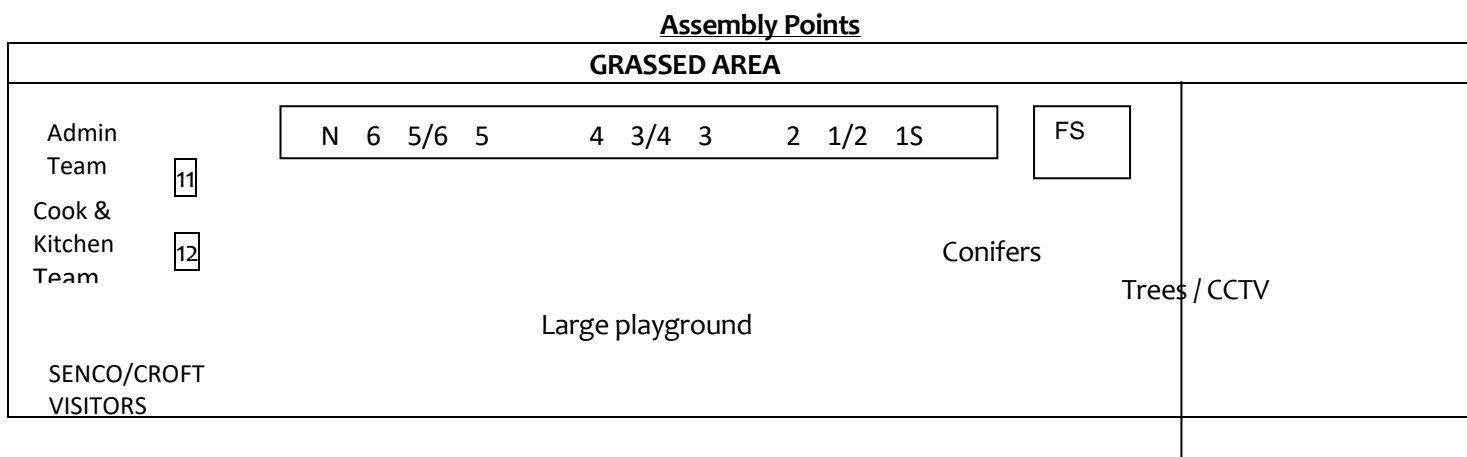 Assembly Points
GRASSED AREA
N 6 5/6 5 4 3/4 3 2 1/2 1S
FS
Admin
Team
11
Cook &
Kitchen
Team
12
Conifers
Trees / CCTV
Large playground
SENCO/CROFT
VISITORS